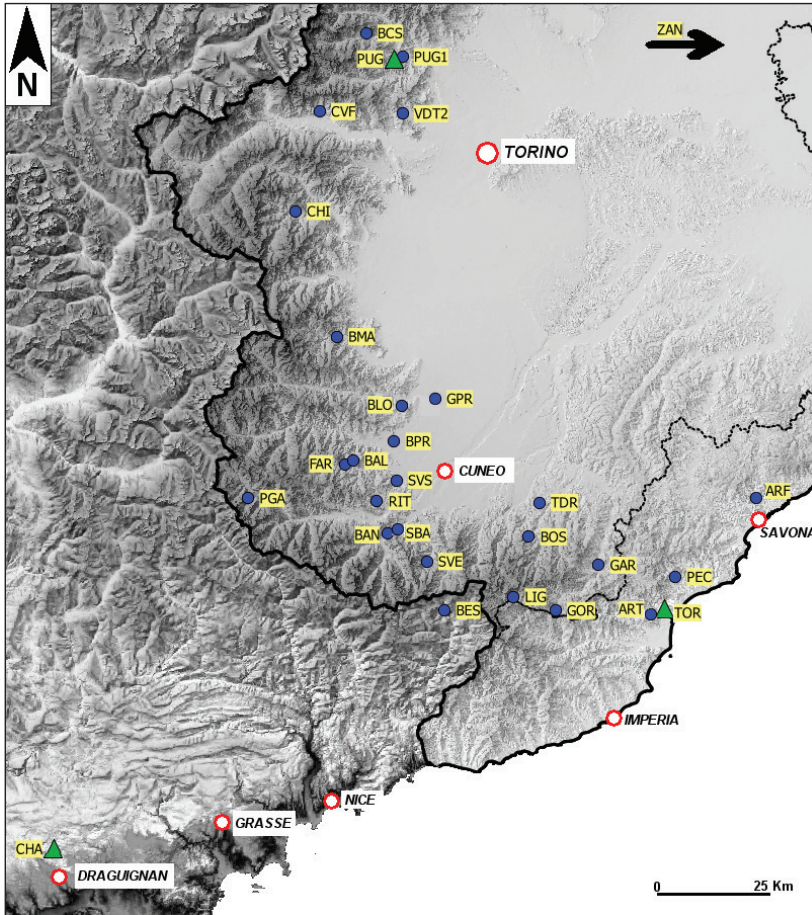 BCS
ZAN
PUG
PUG1
CVF
VDT2
N
TORINO
CHI
BMA
GPR
BLO
BPR
FAR
BAL
CUNEO
SVS
PGA
RIT
TDR
ARF
BAN
SBA
BOS
SAVONA
SVE
GAR
PEC
BES
LIG
GOR
ART
TOR
IMPERIA
NICE
GRASSE
CHA
DRAGUIGNAN
0 25 Km